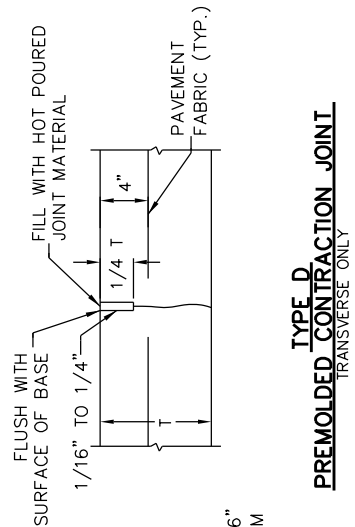 FLUSH WITH
SURFACE OF BASE
1/16" TO 1/4"
FILL WITH HOT POURED
JOINT MATERIAL
1/4 T
4"
T
PAVEMENT
FABRIC (TYP.)
6"
M
TYPE D
PREMOLDED CONTRACTION JOINT
TRANSVERSE ONLY